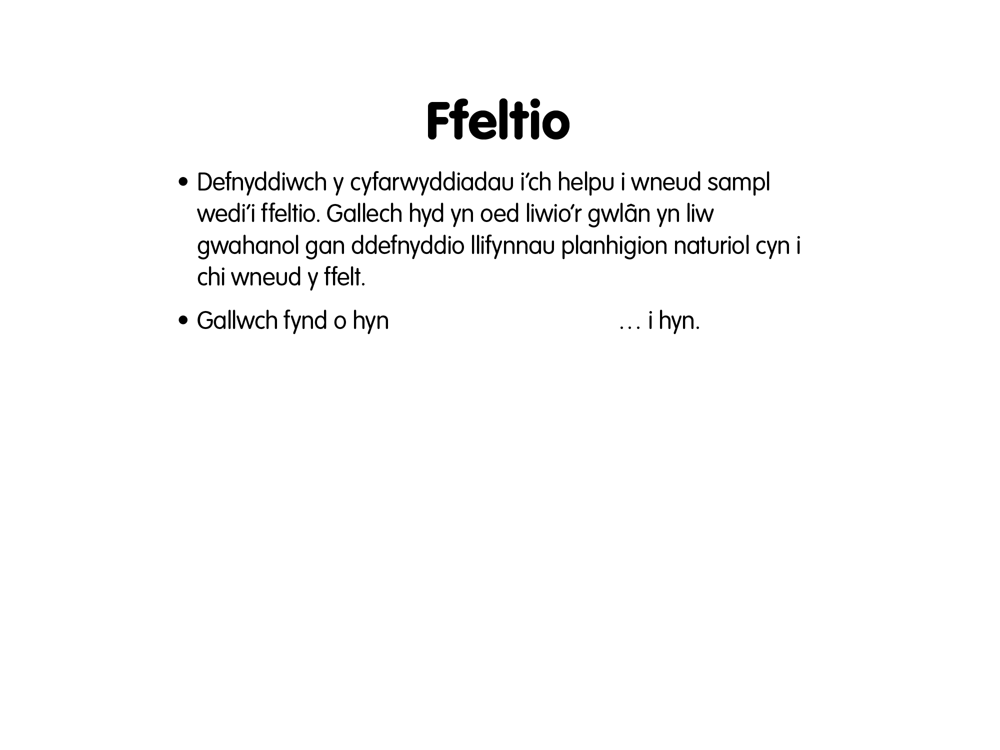 Ffeltio
• Defnyddiwch y cyfarwyddiadau i’ch helpu i wneud sampl
wedi’i ffeltio. Gallech hyd yn oed liwio’r gwlân yn liw
gwahanol gan ddefnyddio llifynnau planhigion naturiol cyn i
chi wneud y ffelt.
• Gallwch fynd o hyn … i hyn.